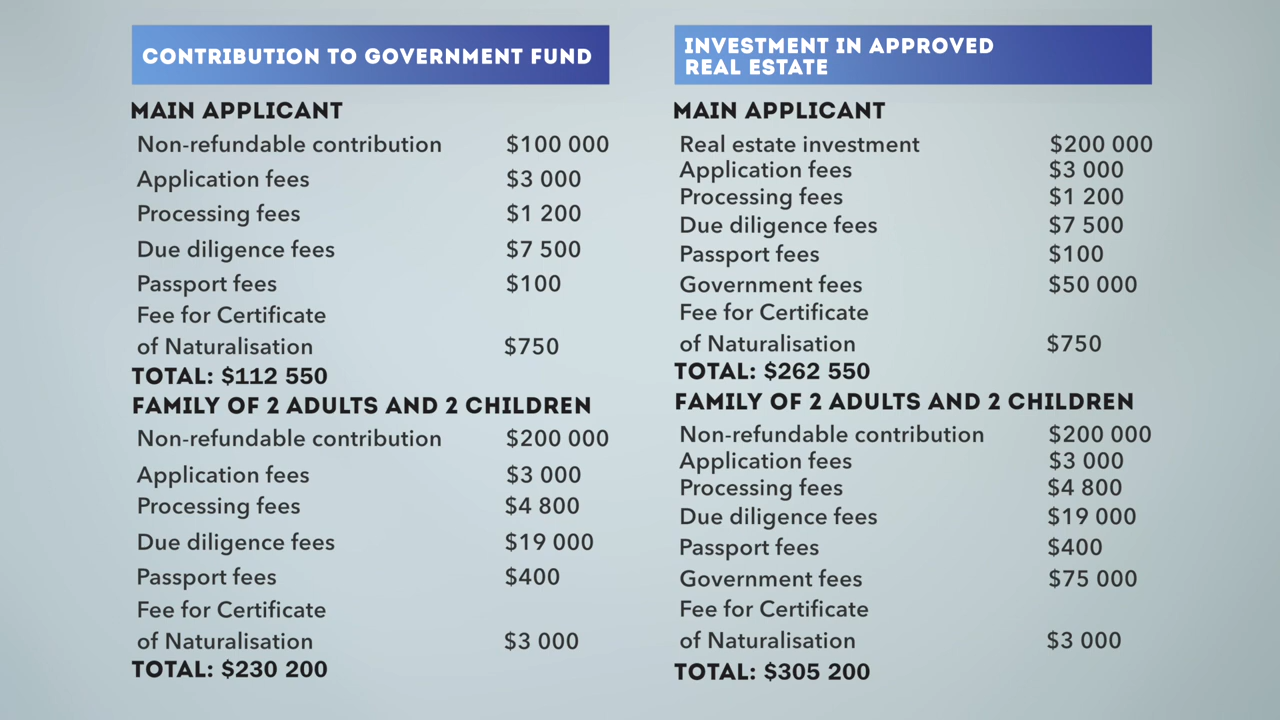 CONTRIBUTION TO GOVERNMENT FUND
MAIN APPLICANT
Non-refundable contribution $100 000
Application fees $3 000
Processing fees $1 200
Due diligence fees $7 500
Passport fees $100
Fee for Certificate
of Naturalisation $750
TOTAL: $112 550
FAMILY OF 2 ADULTS AND 2 CHILDREN
Non-refundable contribution $200 000
Application fees $3 000
Processing fees $4 800
Due diligence fees $19 000
Passport fees $400
Fee for Certificate
of Naturalisation $3 000
TOTAL: $230 200
INVESTMENT IN APPROVED
REAL ESTATE
MAIN APPLICANT
Real estate investment $200 000
Application fees $3 000
Processing fees $1 200
Due diligence fees $7 500
Passport fees $100
Government fees $50 000
Fee for Certificate
of Naturalisation $750
TOTAL: $262 550
FAMILY OF 2 ADULTS AND 2 CHILDREN
Non-refundable contribution $200 000
Application fees $3 000
Processing fees $4 800
Due diligence fees $19 000
Passport fees $400
Government fees $75 000
Fee for Certificate
of Naturalisation $3 000
TOTAL: $305 200